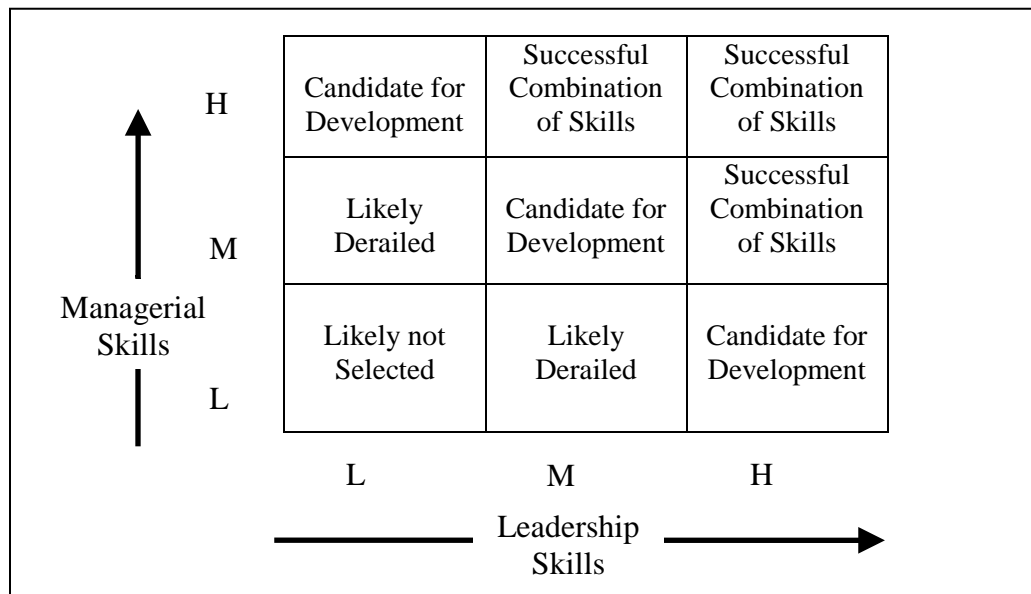 H
Candidate for
Development
Successful
Combination
of Skills
Successful
Combination
of Skills
M
Likely
Derailed
Candidate for
Development
Successful
Combination
of Skills
Managerial
Skills
L
Likely not
Selected
Likely
Derailed
Candidate for
Development
L
M
H
Leadership
Skills